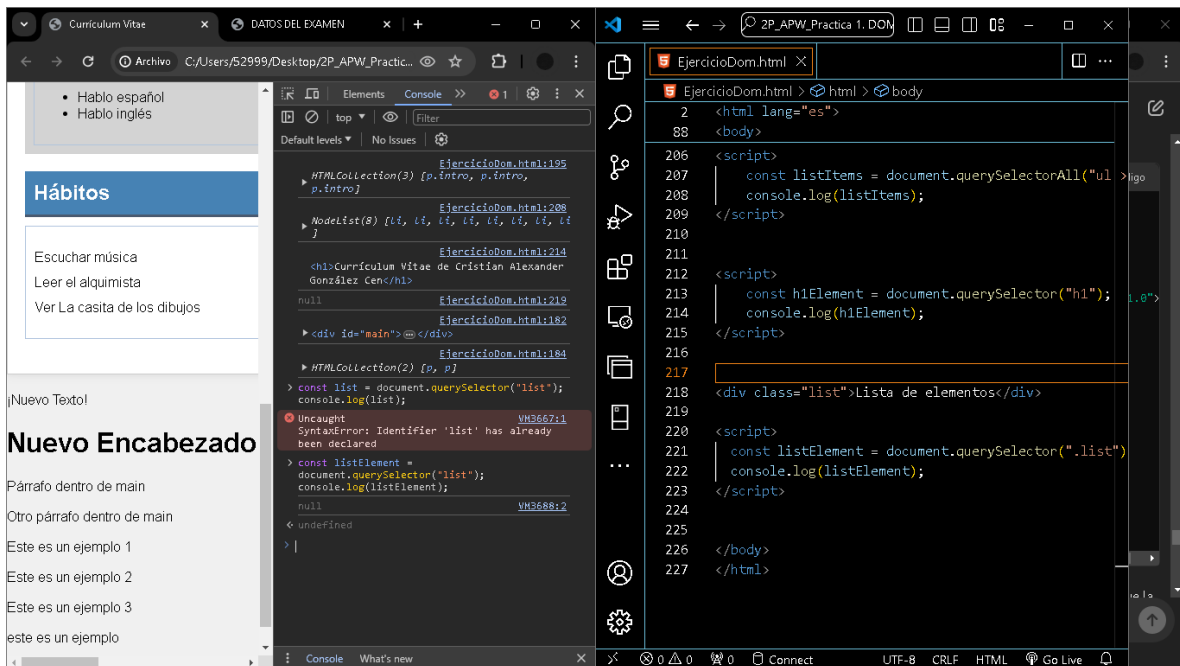 Currículum Vitae
DATOS DEL EXAMEN
Archivo C:/Users/52999/Desktop/2P_APW_Practic...
Hablo español
Hablo inglés
Hábitos
Escuchar música
Leer el alquimista
Ver La casita de los dibujos
¡Nuevo Texto!
Nuevo Encabezado
Párrafo dentro de main
Otro párrafo dentro de main
Este es un ejemplo 1
Este es un ejemplo 2
Este es un ejemplo 3
este es un ejemplo
Elements Console 1
top Filter
Default levels No Issues
EjercicioDom.html:195
HTMLCollection(3) [p.intro, p.intro,
p.intro]
EjercicioDom.html:208
NodeList(8) [li, li, li, li, li, li, li, li
]
EjercicioDom.html:214
<h1>Currículum Vitae de Cristian Alexander
González Cen</h1>
null EjercicioDom.html:219
EjercicioDom.html:182
<div id="main">⋯</div>
EjercicioDom.html:184
HTMLCollection(2) [p, p]
> const list = document.querySelector("list");
console.log(list);
Uncaught VM3667:1
SyntaxError: Identifier 'list' has already
been declared
> const listElement =
document.querySelector("list");
console.log(listElement);
null VM3688:2
undefined
>
Console What's new
2P_APW_Practica 1. DOM
EjercicioDom.html
EjercicioDom.html > html > body
2 <html lang="es">
88 <body>
206 <script>
207 const listItems = document.querySelectorAll("ul >
208 console.log(listItems);
209 </script>
210
211
212 <script>
213 const h1Element = document.querySelector("h1");
214 console.log(h1Element);
215 </script>
216
217
218 <div class="list">Lista de elementos</div>
219
220 <script>
221 const listElement = document.querySelector(".list")
222 console.log(listElement);
223 </script>
224
225
226 </body>
227 </html>
0 0 0 Connect UTF-8 CRLF HTML Go Live
digo
1.0">